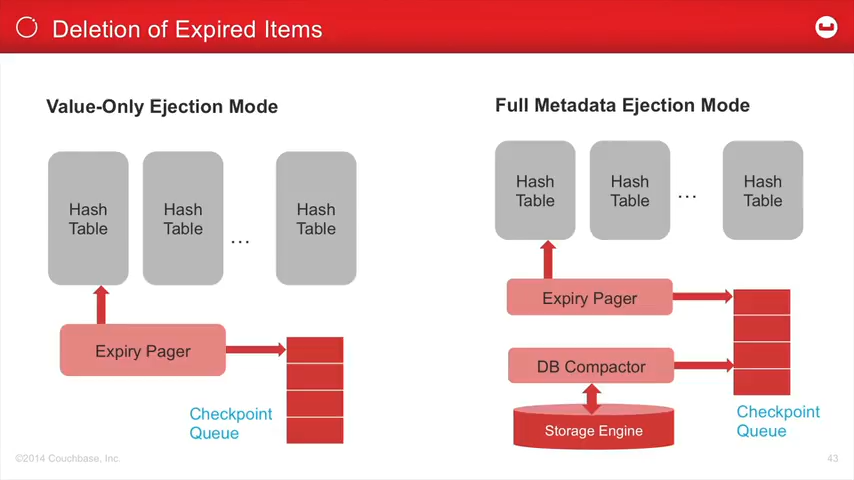 Deletion of Expired Items
Value-Only Ejection Mode
Hash
Table
Hash
Table
...
Hash
Table
Expiry Pager
Checkpoint
Queue
Full Metadata Ejection Mode
Hash
Table
Hash
Table
...
Hash
Table
Expiry Pager
DB Compactor
Storage Engine
Checkpoint
Queue
©2014 Couchbase, Inc.
43